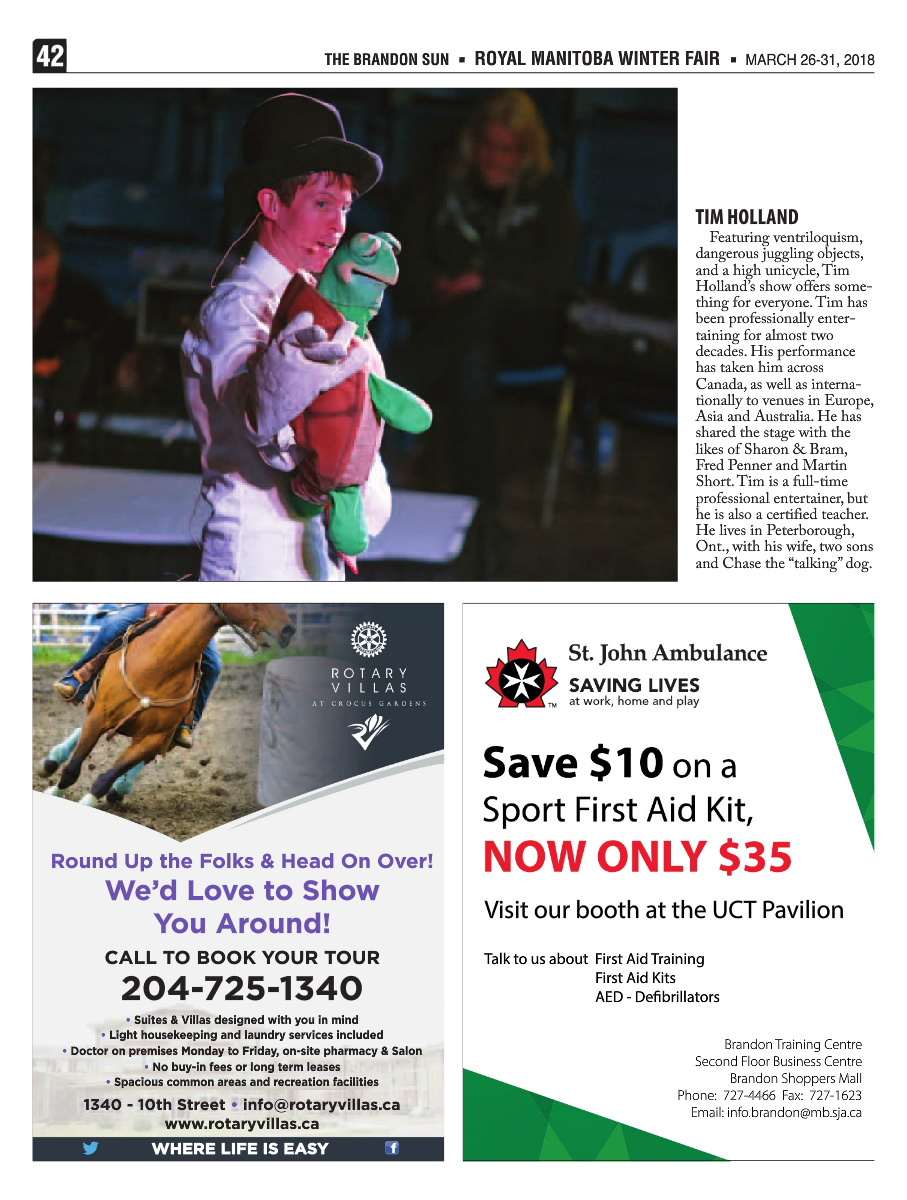 42
THE BRANDON SUN ▪ ROYAL MANITOBA WINTER FAIR ▪ MARCH 26-31, 2018
TIM HOLLAND
Featuring ventriloquism,
dangerous juggling objects,
and a high unicycle, Tim
Holland's show offers some-
thing for everyone. Tim has
been professionally enter-
taining for almost two
decades. His performance
has taken him across
Canada, as well as interna-
tionally to venues in Europe,
Asia and Australia. He has
shared the stage with the
likes of Sharon & Bram,
Fred Penner and Martin
Short. Tim is a full-time
professional entertainer, but
he is also a certified teacher.
He lives in Peterborough,
Ont., with his wife, two sons
and Chase the “talking” dog.
ROTARY
VILLAS
AT CROCUS GARDENS
Round Up the Folks & Head On Over!
We'd Love to Show
You Around!
CALL TO BOOK YOUR TOUR
204-725-1340
• Suites & Villas designed with you in mind
• Light housekeeping and laundry services included
• Doctor on premises Monday to Friday, on-site pharmacy & Salon
• No buy-in fees or long term leases
• Spacious common areas and recreation facilities
1340 - 10th Street • info@rotaryvillas.ca
www.rotaryvillas.ca
WHERE LIFE IS EASY
St. John Ambulance
SAVING LIVES
at work, home and play
TM
Save $10 on a
Sport First Aid Kit,
NOW ONLY $35
Visit our booth at the UCT Pavilion
Talk to us about First Aid Training
First Aid Kits
AED - Defibrillators
Brandon Training Centre
Second Floor Business Centre
Brandon Shoppers Mall
Phone: 727-4466 Fax: 727-1623
Email: info.brandon@mb.sja.ca